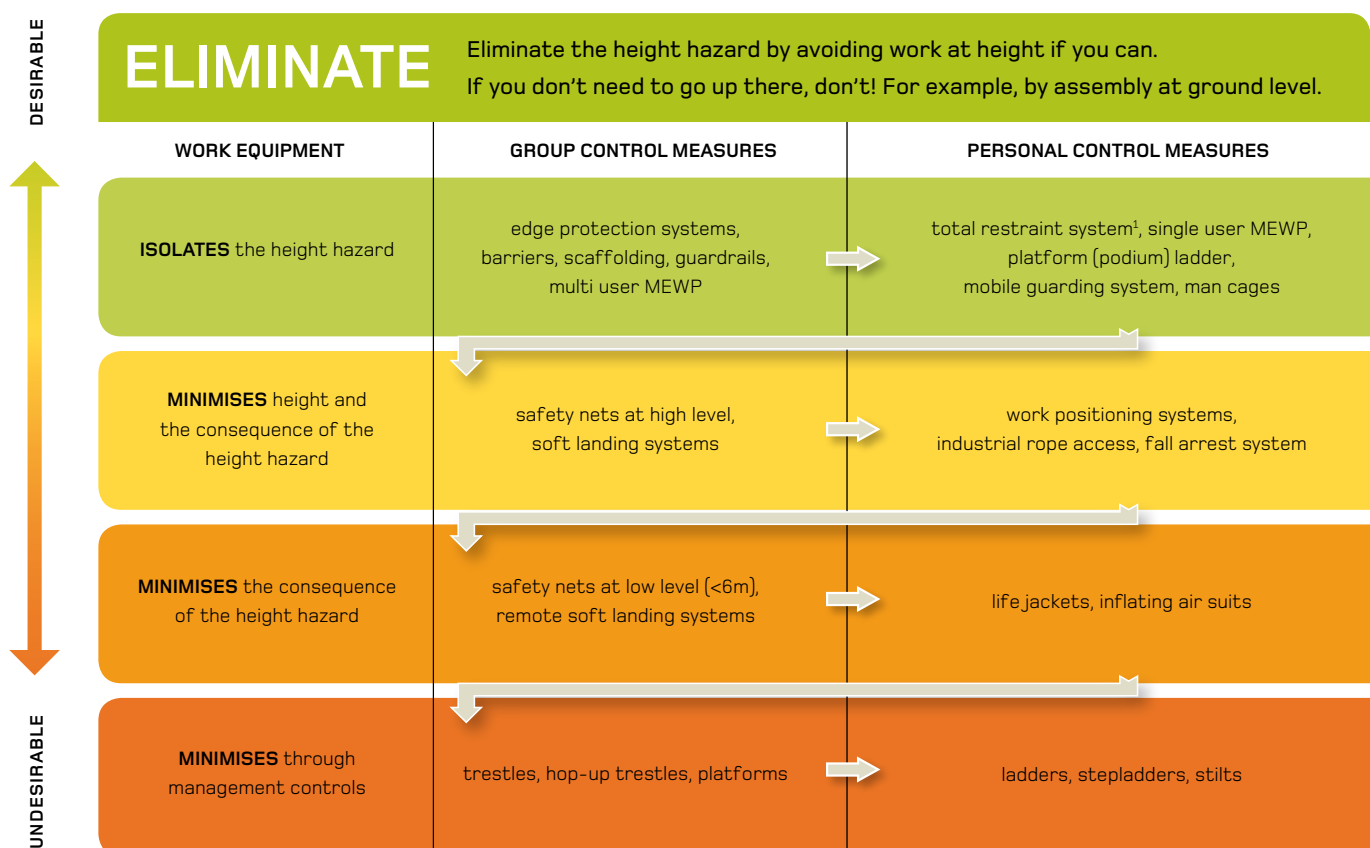 DESIRABLE
ELIMINATE
Eliminate the height hazard by avoiding work at height if you can.
If you don’t need to go up there, don’t! For example, by assembly at ground level.
WORK EQUIPMENT
GROUP CONTROL MEASURES
PERSONAL CONTROL MEASURES
ISOLATES the height hazard
edge protection systems,
barriers, scaffolding, guardrails,
multi user MEWP
total restraint system¹, single user MEWP,
platform (podium) ladder,
mobile guarding system, man cages
MINIMISES height and
the consequence of the
height hazard
safety nets at high level,
soft landing systems
work positioning systems,
industrial rope access, fall arrest system
MINIMISES the consequence
of the height hazard
safety nets at low level (<6m),
remote soft landing systems
life jackets, inflating air suits
MINIMISES through
management controls
trestles, hop-up trestles, platforms
ladders, stepladders, stilts
UNDESIRABLE